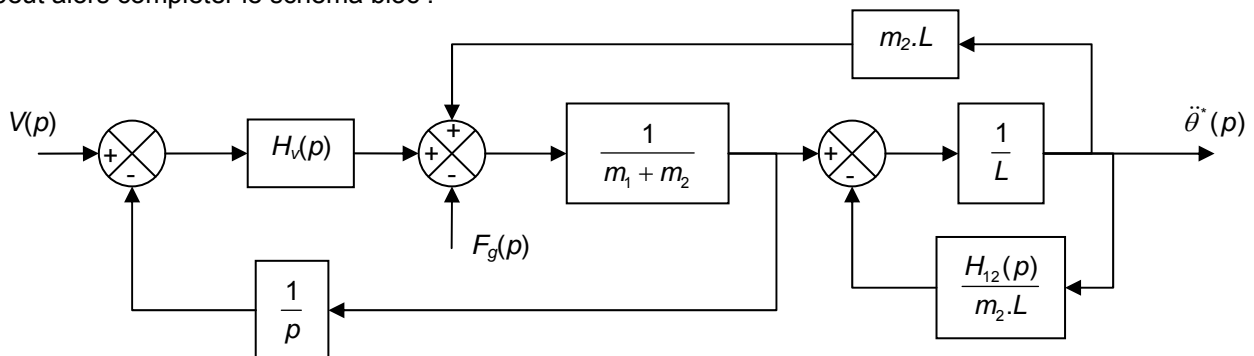 peut alors compléter le schéma bloc :
m₂.L
V(p)
+
-
Hᵥ(p)
+
+
-
1
m₁ + m₂
+
-
1
L
θ̈*(p)
F_g(p)
1
p
H₁₂(p)
m₂.L